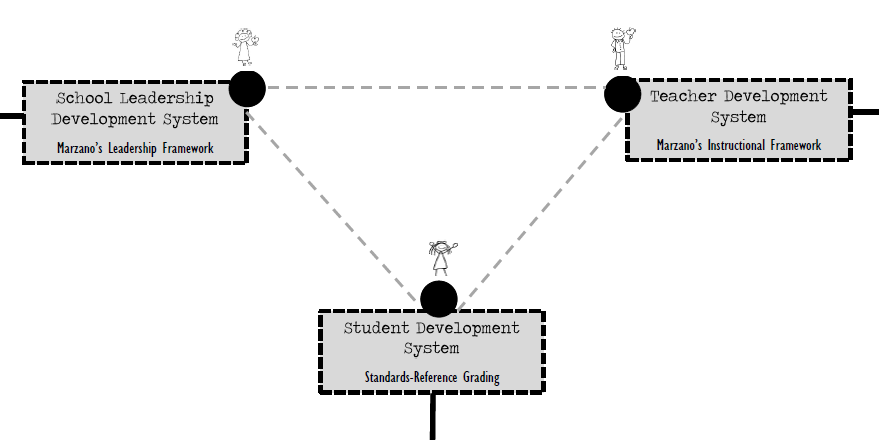 School Leadership
Development System
Marzano's Leadership Framework
Teacher Development
System
Marzano's Instructional Framework
Student Development
System
Standards-Reference Grading